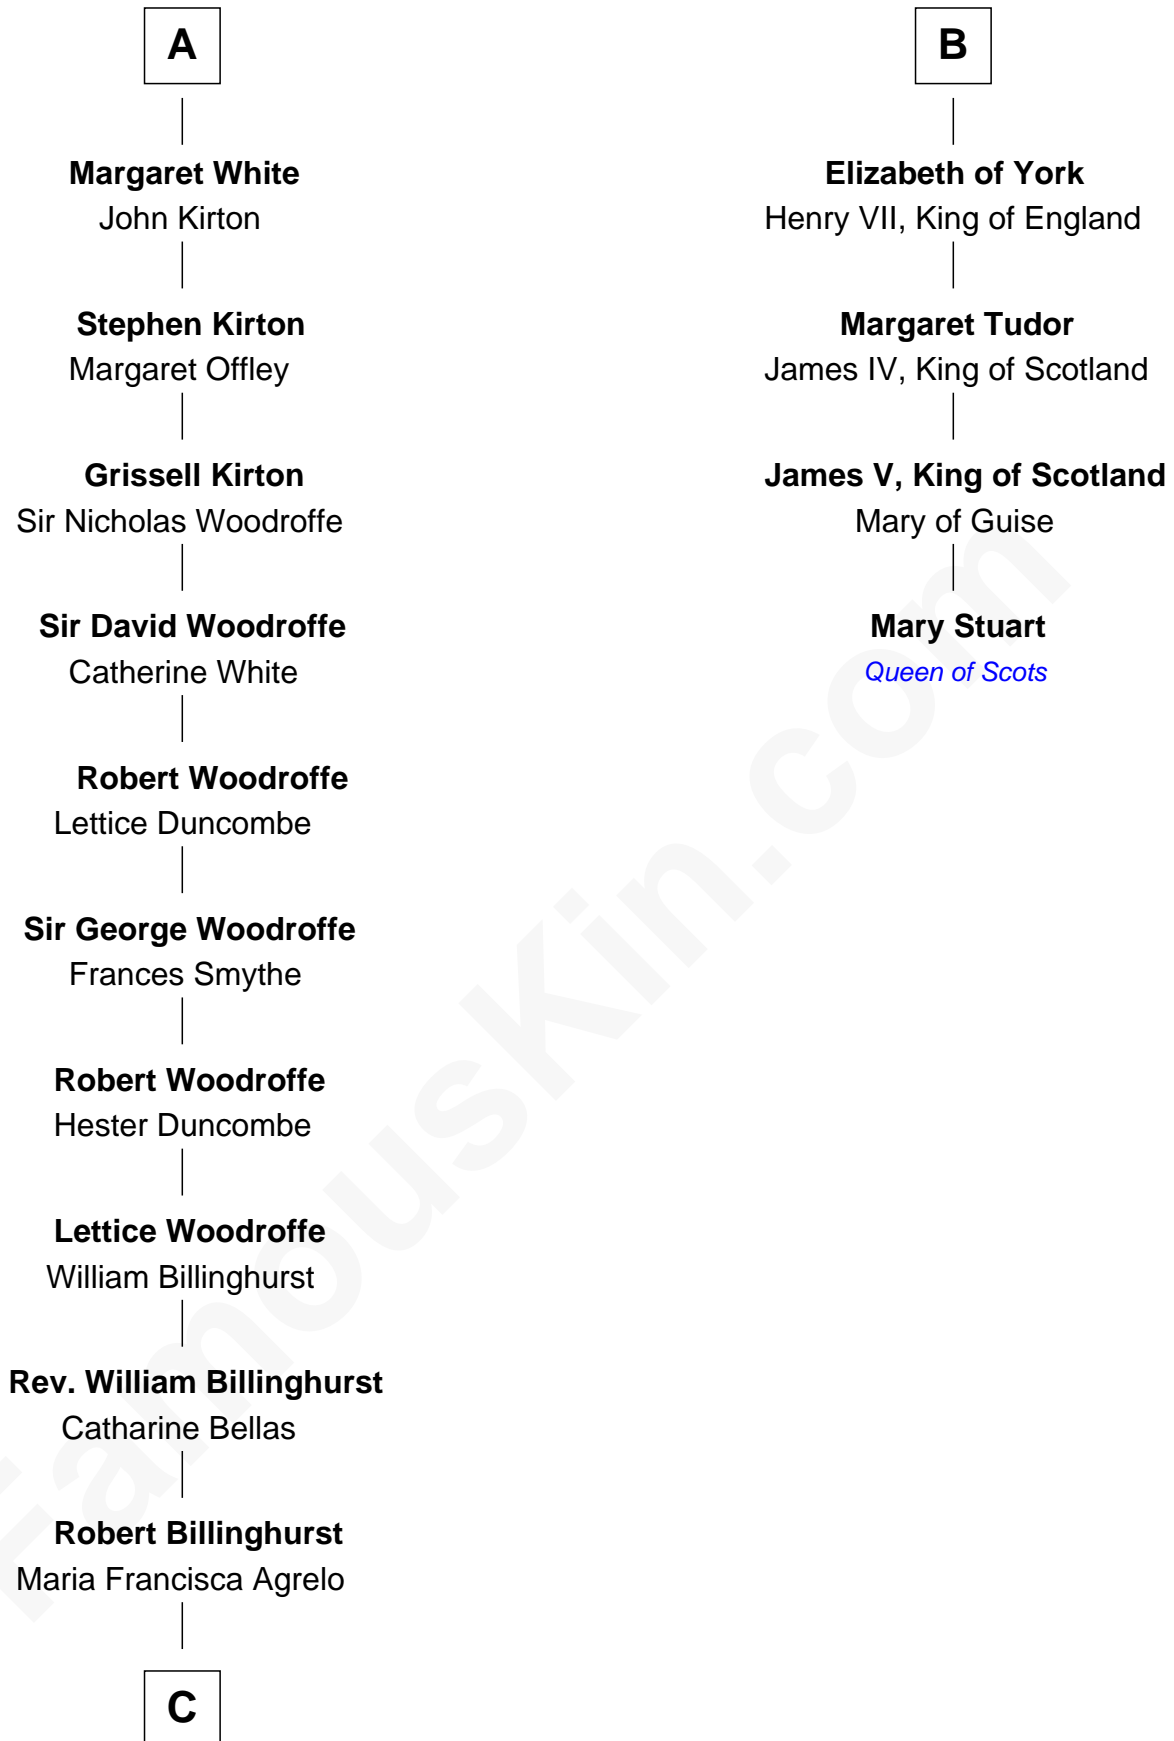 A
Margaret White
John Kirton
Stephen Kirton
Margaret Offley
Grissell Kirton
Sir Nicholas Woodroffe
Sir David Woodroffe
Catherine White
Robert Woodroffe
Lettice Duncombe
Sir George Woodroffe
Frances Smythe
Robert Woodroffe
Hester Duncombe
Lettice Woodroffe
William Billinghurst
Rev. William Billinghurst
Catharine Bellas
Robert Billinghurst
Maria Francisca Agrelo
C
B
Elizabeth of York
Henry VII, King of England
Margaret Tudor
James IV, King of Scotland
James V, King of Scotland
Mary of Guise
Mary Stuart
Queen of Scots
FamousKin.com